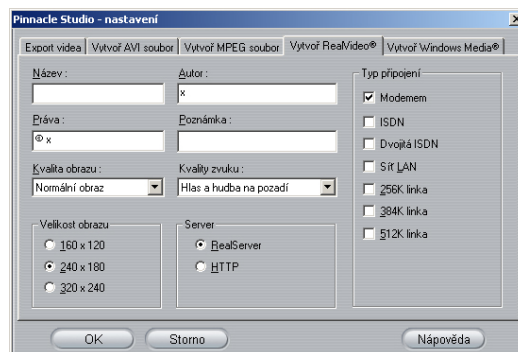 Pinnacle Studio - nastavení
Export videa
Vytvoř AVI soubor
Vytvoř MPEG soubor
Vytvoř RealVideo®
Vytvoř Windows Media®
Název :
Autor :
x
Práva :
© x
Poznámka :
Kvalita obrazu :
Normální obraz
Kvality zvuku :
Hlas a hudba na pozadí
Velikost obrazu
160 x 120
240 x 180
320 x 240
Server
RealServer
HTTP
Typ připojení
Modemem
ISDN
Dvojitá ISDN
Síť LAN
256K linka
384K linka
512K linka
OK
Storno
Nápověda